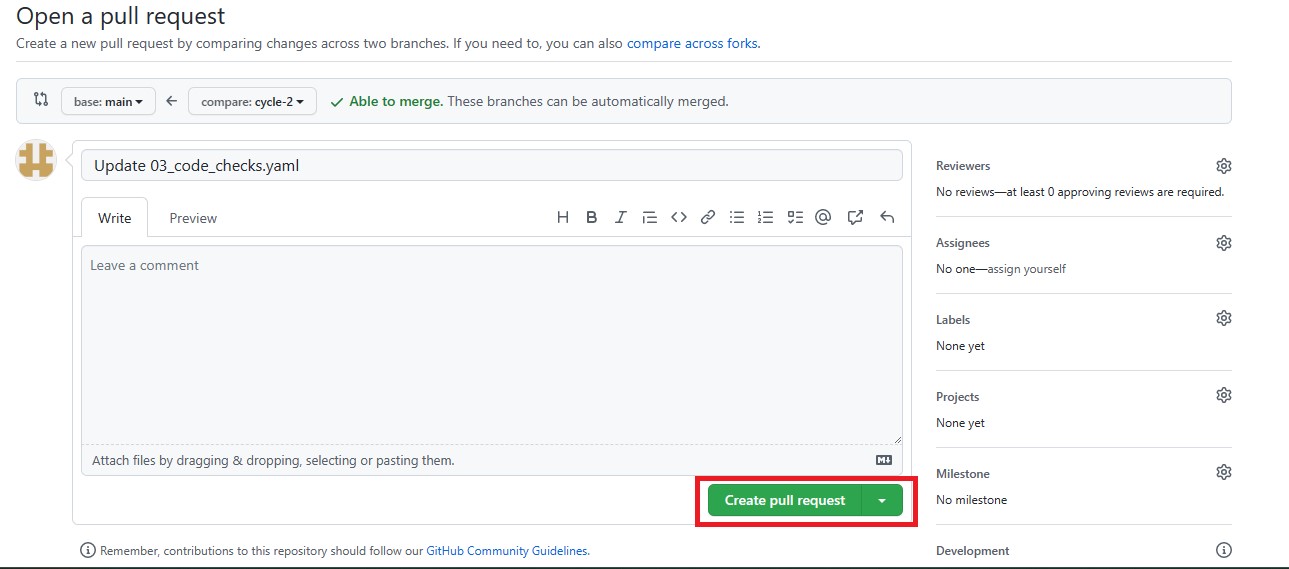 Open a pull request
Create a new pull request by comparing changes across two branches. If you need to, you can also compare across forks.
base: main
compare: cycle-2
Able to merge. These branches can be automatically merged.
Update 03_code_checks.yaml
Write
Preview
Leave a comment
Attach files by dragging & dropping, selecting or pasting them.
Create pull request
Remember, contributions to this repository should follow our GitHub Community Guidelines.
Reviewers
No reviews—at least 0 approving reviews are required.
Assignees
No one—assign yourself
Labels
None yet
Projects
None yet
Milestone
No milestone
Development